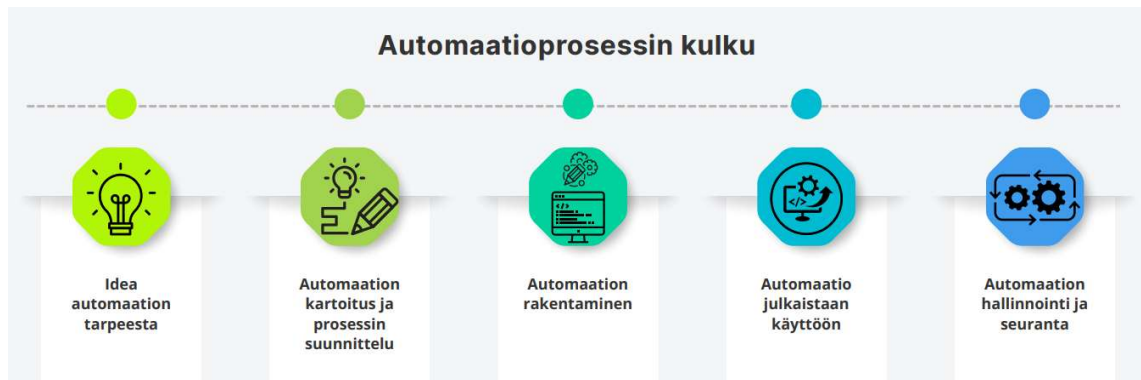 Automaatioprosessin kulku
Idea
automaation
tarpeesta
Automaation
kartoitus ja
prosessin
suunnittelu
Automaation
rakentaminen
Automaatio
julkaistaan
käyttöön
Automaation
hallinnointi ja
seuranta